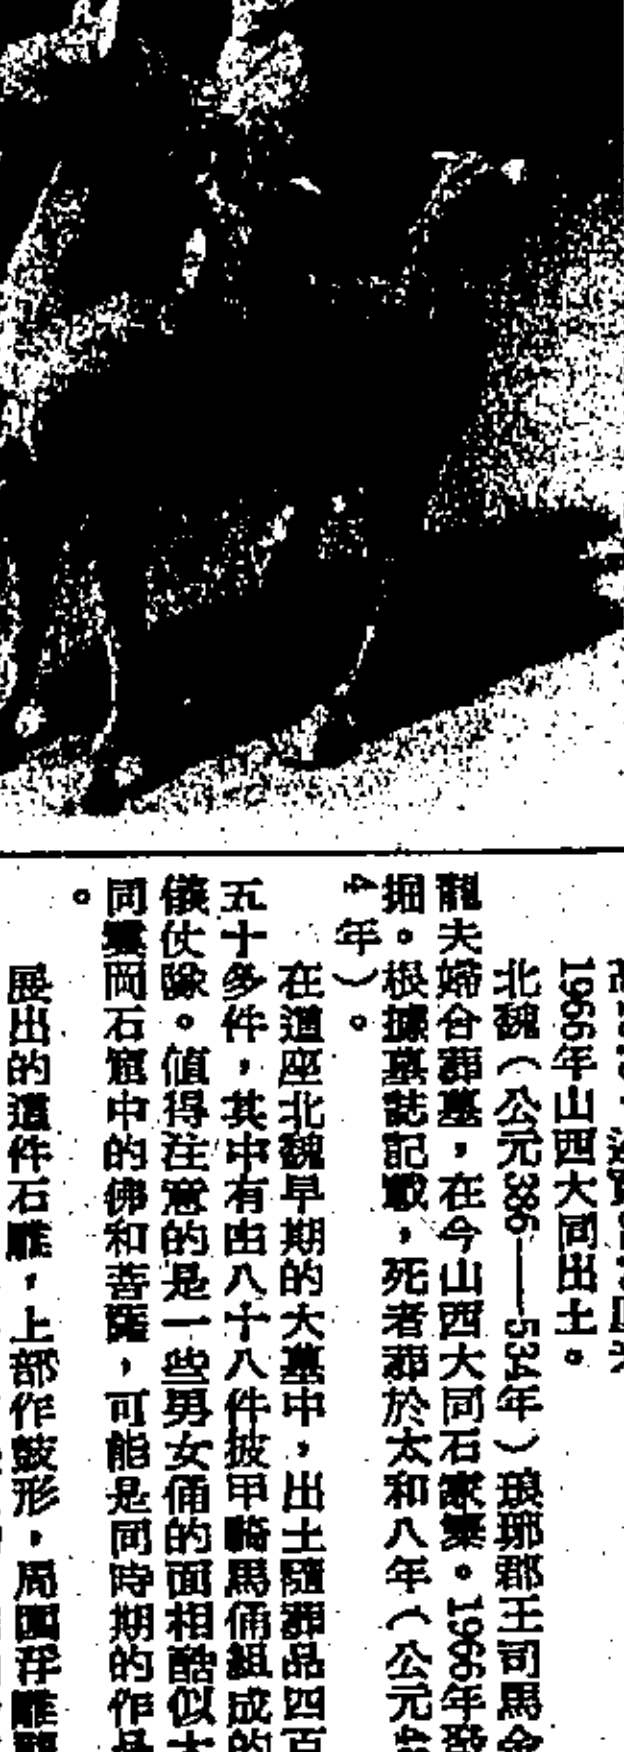 1966年山西大同出土。
北魏（公元386——534年）琅琊郡王司馬金
龍夫婦合葬墓，在今山西大同石家寨。1966年發
掘。根據墓誌記載，死者葬於太和八年（公元48
4年）。
在這座北魏早期的大墓中，出土隨葬品四百
五十多件，其中有由八十八件披甲騎馬俑組成的
儀仗隊。值得注意的是一些男女俑的面相酷似大
同雲岡石窟中的佛和菩薩，可能是同時期的作品
。
展出的這件石雕，上部作鼓形，周圍浮雕龍